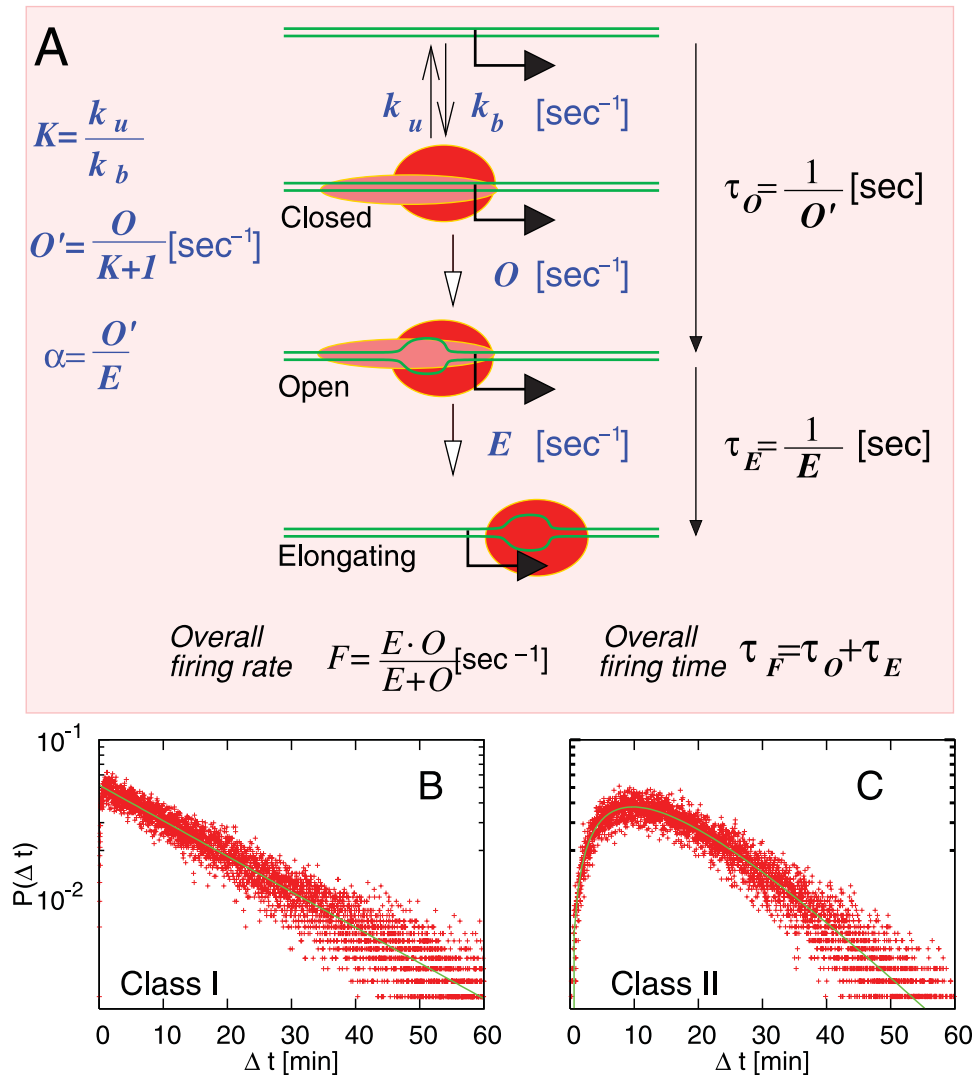 A
k_u k_b [sec⁻¹]
K = k_u / k_b
Closed
τ_O = 1 / O' [sec]
O' = O / K+1 [sec⁻¹]
O [sec⁻¹]
α = O' / E
Open
E [sec⁻¹]
τ_E = 1 / E [sec]
Elongating
Overall firing rate F = E · O / E+O [sec⁻¹] Overall firing time τ_F = τ_O + τ_E
B
10⁻¹
10⁻²
P(Δ t)
Class I
0 10 20 30 40 50 60
Δ t [min]
C
Class II
0 10 20 30 40 50 60
Δ t [min]